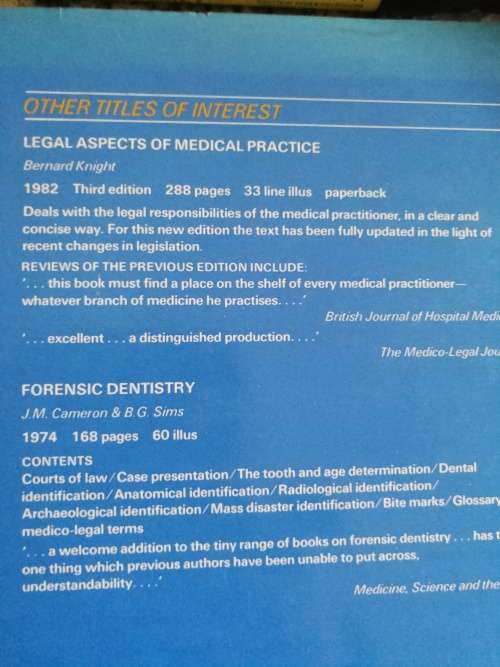 OTHER TITLES OF INTEREST
LEGAL ASPECTS OF MEDICAL PRACTICE
Bernard Knight
1982 Third edition 288 pages 33 line illus paperback
Deals with the legal responsibilities of the medical practitioner, in a clear and
concise way. For this new edition the text has been fully updated in the light of
recent changes in legislation.
REVIEWS OF THE PREVIOUS EDITION INCLUDE:
‘. . . this book must find a place on the shelf of every medical practitioner—
whatever branch of medicine he practises. . . .’
British Journal of Hospital Medic
‘. . . excellent . . . a distinguished production. . . .’
The Medico-Legal Jou
FORENSIC DENTISTRY
J.M. Cameron & B.G. Sims
1974 168 pages 60 illus
CONTENTS
Courts of law/Case presentation/The tooth and age determination/Dental
identification/Anatomical identification/Radiological identification/
Archaeological identification/Mass disaster identification/Bite marks/Glossary
medico-legal terms
‘. . . a welcome addition to the tiny range of books on forensic dentistry . . . has t
one thing which previous authors have been unable to put across,
understandability. . . .’
Medicine, Science and the